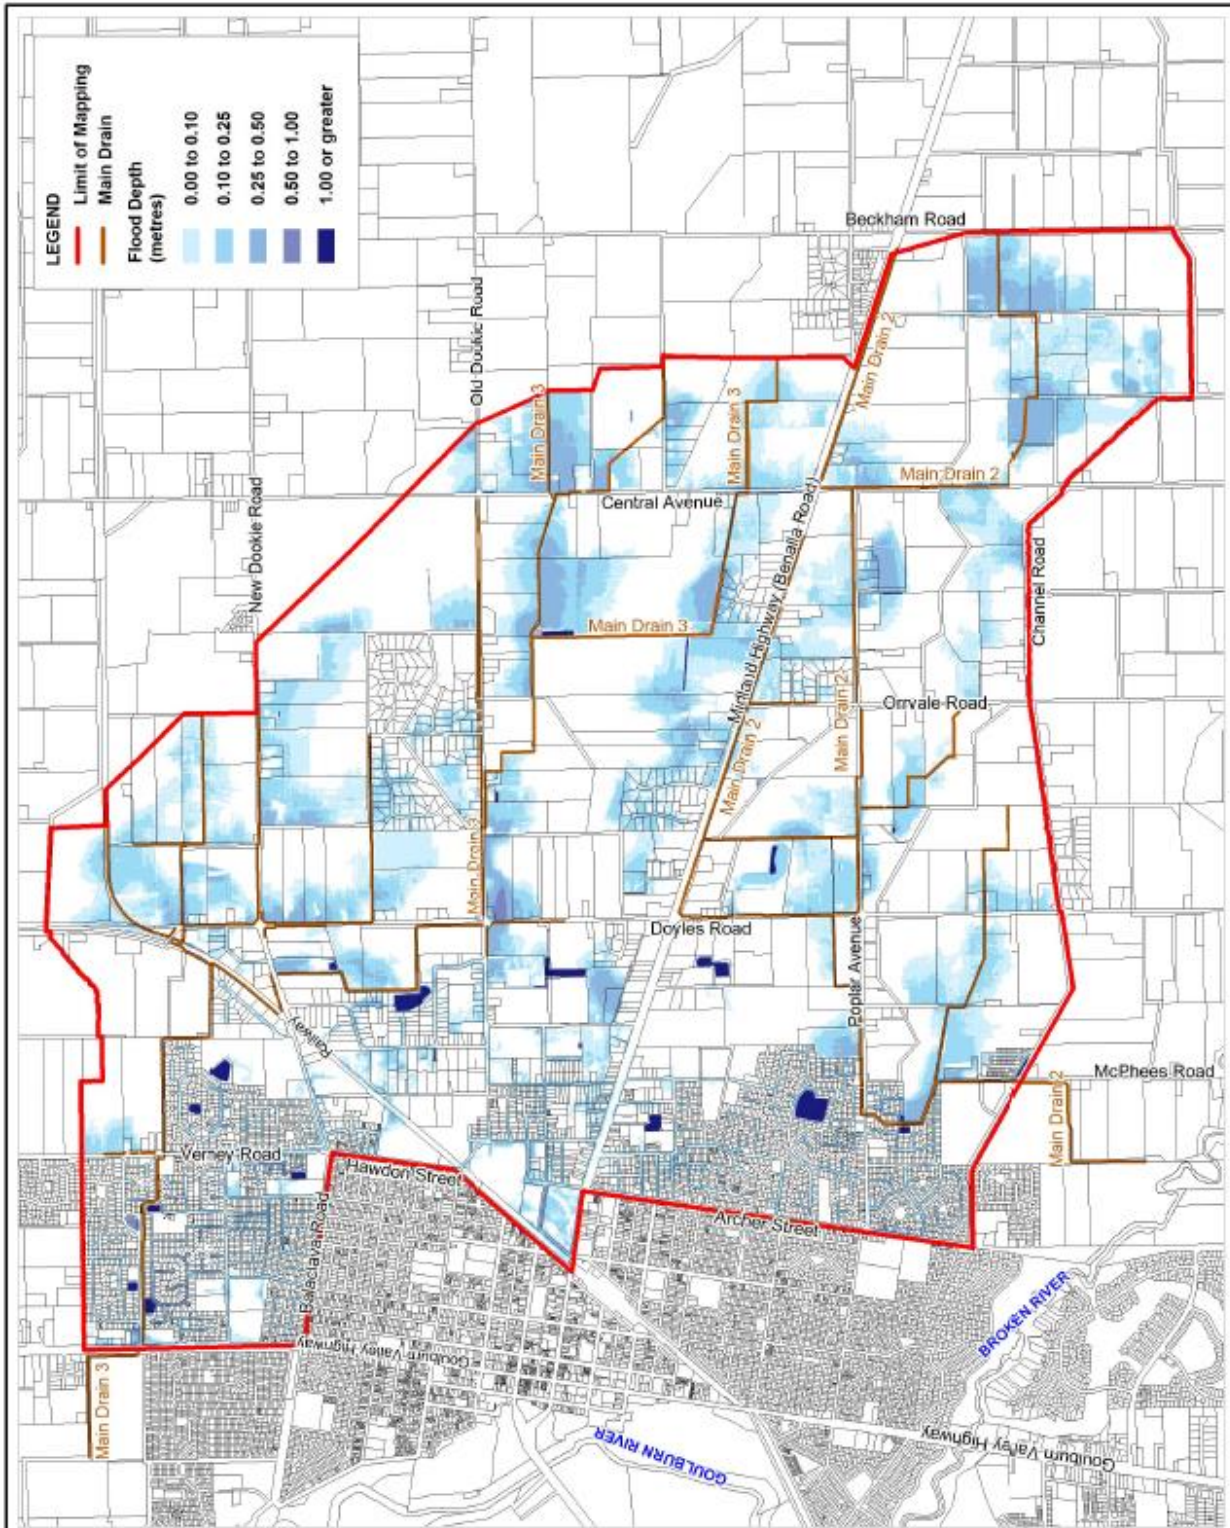 LEGEND
Limit of Mapping
Main Drain
Flood Depth
(metres)
0.00 to 0.10
0.10 to 0.25
0.25 to 0.50
0.50 to 1.00
1.00 or greater
Beckham Road
Old Dookie Road
New Dookie Road
Main Drain 3
Main Drain 3
Main Drain 2
Main Drain 2
Central Avenue
Midland Highway (Benalla Road)
Channel Road
Main Drain 3
Orrvale Road
Main Drain 2
Main Drain 2
Main Drain 3
Doyles Road
Poplar Avenue
Railway
McPhees Road
Main Drain 2
Verney Road
Hawdon Street
Balaclava Road
Archer Street
Goulburn Valley Highway
Main Drain 3
BROKEN RIVER
GOULBURN RIVER
Goulburn Valley Highway